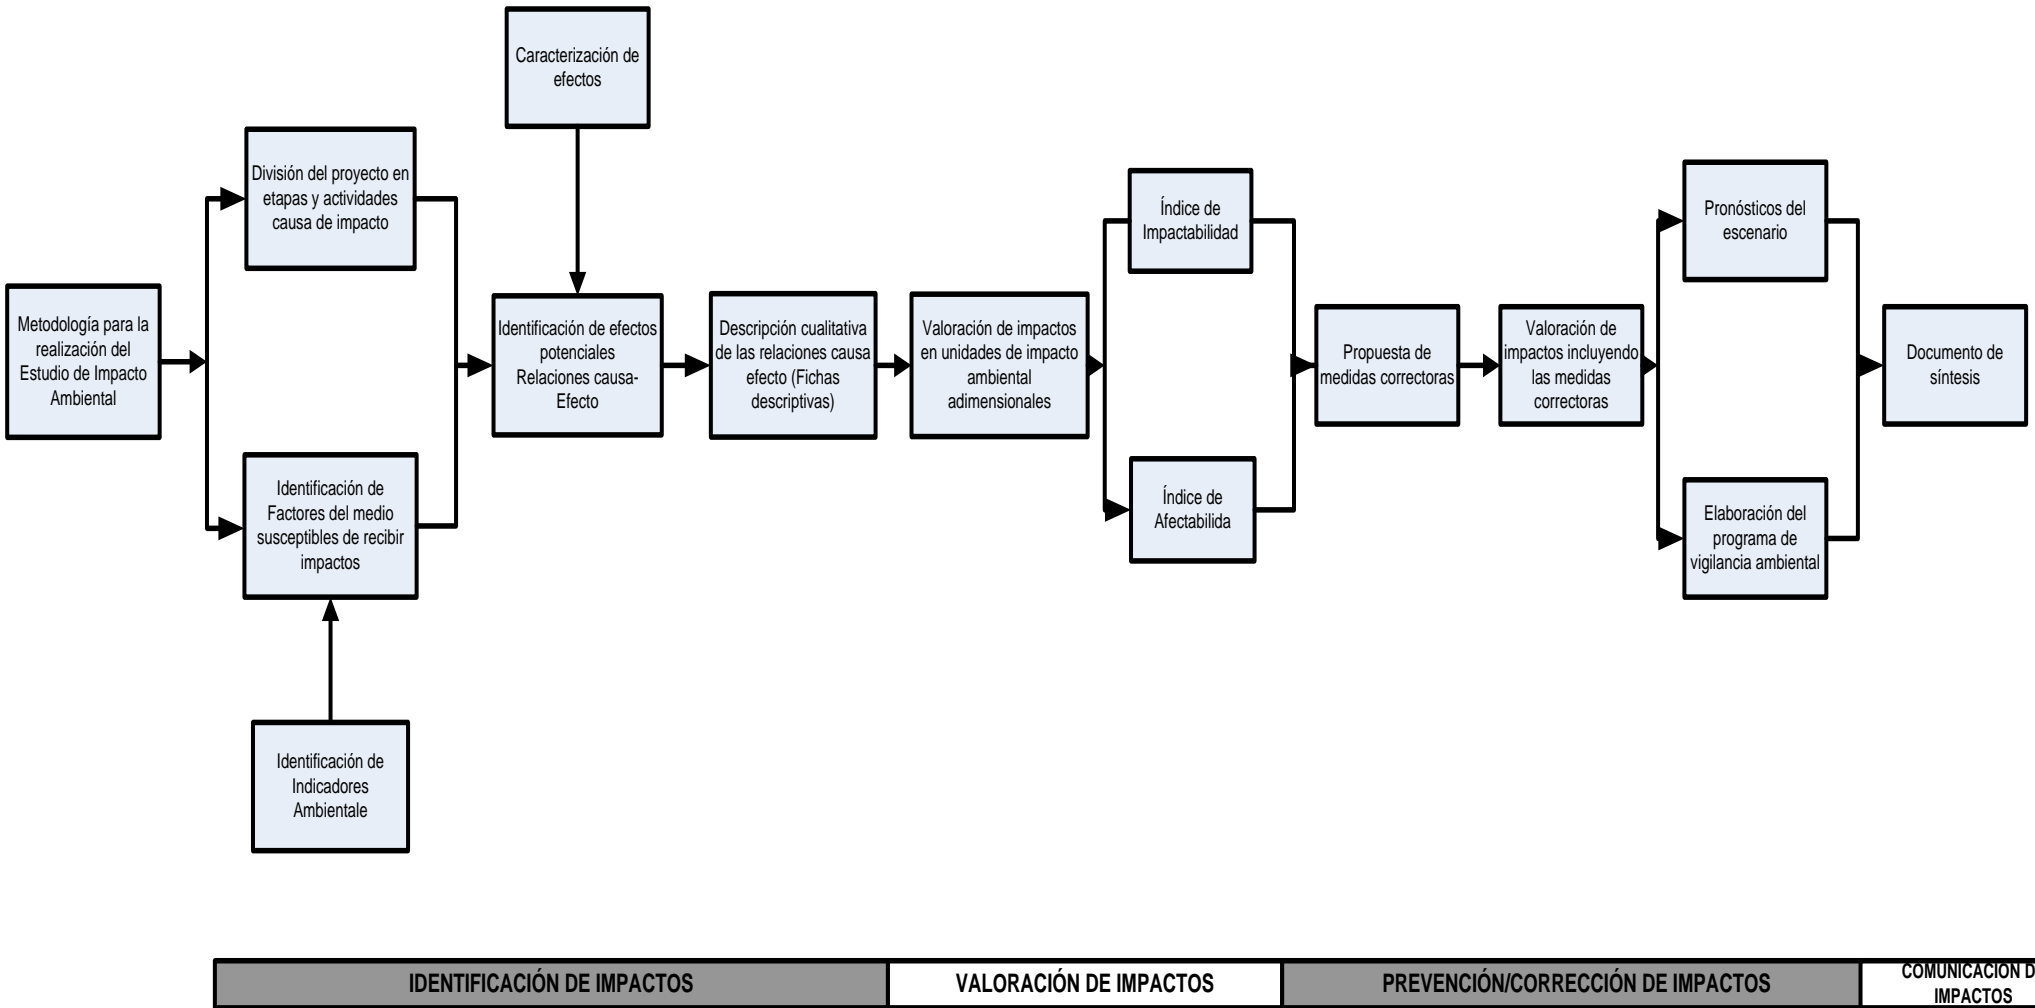 Caracterización de
efectos
División del proyecto en
etapas y actividades
causa de impacto
Metodología para la
realización del
Estudio de Impacto
Ambiental
Identificación de
Factores del medio
susceptibles de recibir
impactos
Identificación de
Indicadores
Ambientale
Identificación de efectos
potenciales
Relaciones causa-
Efecto
Descripción cualitativa
de las relaciones causa
efecto (Fichas
descriptivas)
Valoración de impactos
en unidades de impacto
ambiental
adimensionales
Índice de
Impactabilidad
Índice de
Afectabilida
Propuesta de
medidas correctoras
Valoración de
impactos incluyendo
las medidas
correctoras
Pronósticos del
escenario
Elaboración del
programa de
vigilancia ambiental
Documento de
síntesis
IDENTIFICACIÓN DE IMPACTOS
VALORACIÓN DE IMPACTOS
PREVENCIÓN/CORRECCIÓN DE IMPACTOS
COMUNICACIÓN D
IMPACTOS